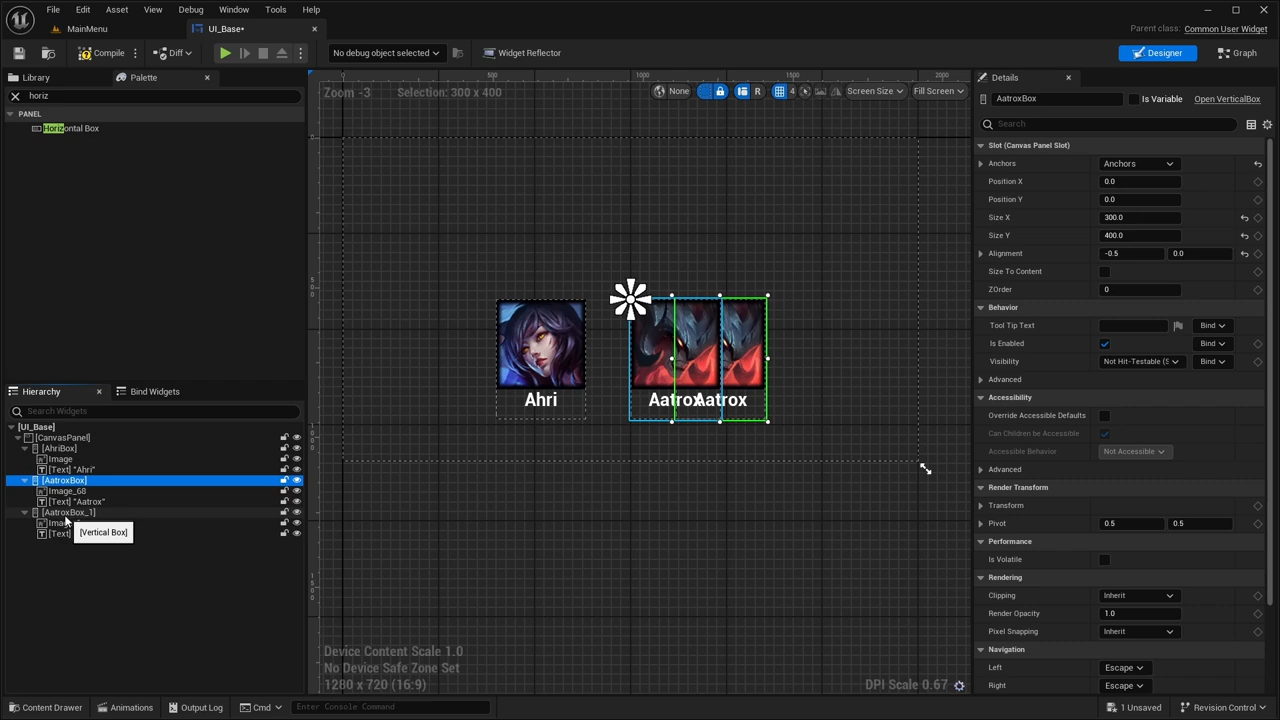 File Edit Asset View Debug Window Tools Help
MainMenu UI_Base* Parent class: Common User Widget
Compile Diff No debug object selected Widget Reflector Designer Graph
Library Palette
horiz
PANEL
Horizontal Box
Hierarchy Bind Widgets
Search Widgets
[UI_Base]
[CanvasPanel]
[AhriBox]
Image
[Text] "Ahri"
[AatroxBox]
Image_68
[Text] "Aatrox"
[AatroxBox_1]
[Text]
[Vertical Box]
0 500 1000 1500 2000
Zoom -3 Selection: 300 x 400 None R 4 Screen Size Fill Screen
Ahri Aatrox Aatrox
Device Content Scale 1.0
No Device Safe Zone Set
1280 x 720 (16:9) DPI Scale 0.67
Details
AatroxBox Is Variable Open VerticalBox
Search
Slot (Canvas Panel Slot)
Anchors Anchors
Position X 0.0
Position Y 0.0
Size X 300.0
Size Y 400.0
Alignment -0.5 0.0
Size To Content
ZOrder 0
Behavior
Tool Tip Text Bind
Is Enabled Bind
Visibility Not Hit-Testable (S Bind
Advanced
Accessibility
Override Accessible Defaults
Can Children be Accessible
Accessible Behavior Not Accessible
Advanced
Render Transform
Transform
Pivot 0.5 0.5
Performance
Is Volatile
Rendering
Clipping Inherit
Render Opacity 1.0
Pixel Snapping Inherit
Navigation
Left Escape
Right Escape
Content Drawer Animations Output Log Cmd Enter Console Command 1 Unsaved Revision Control